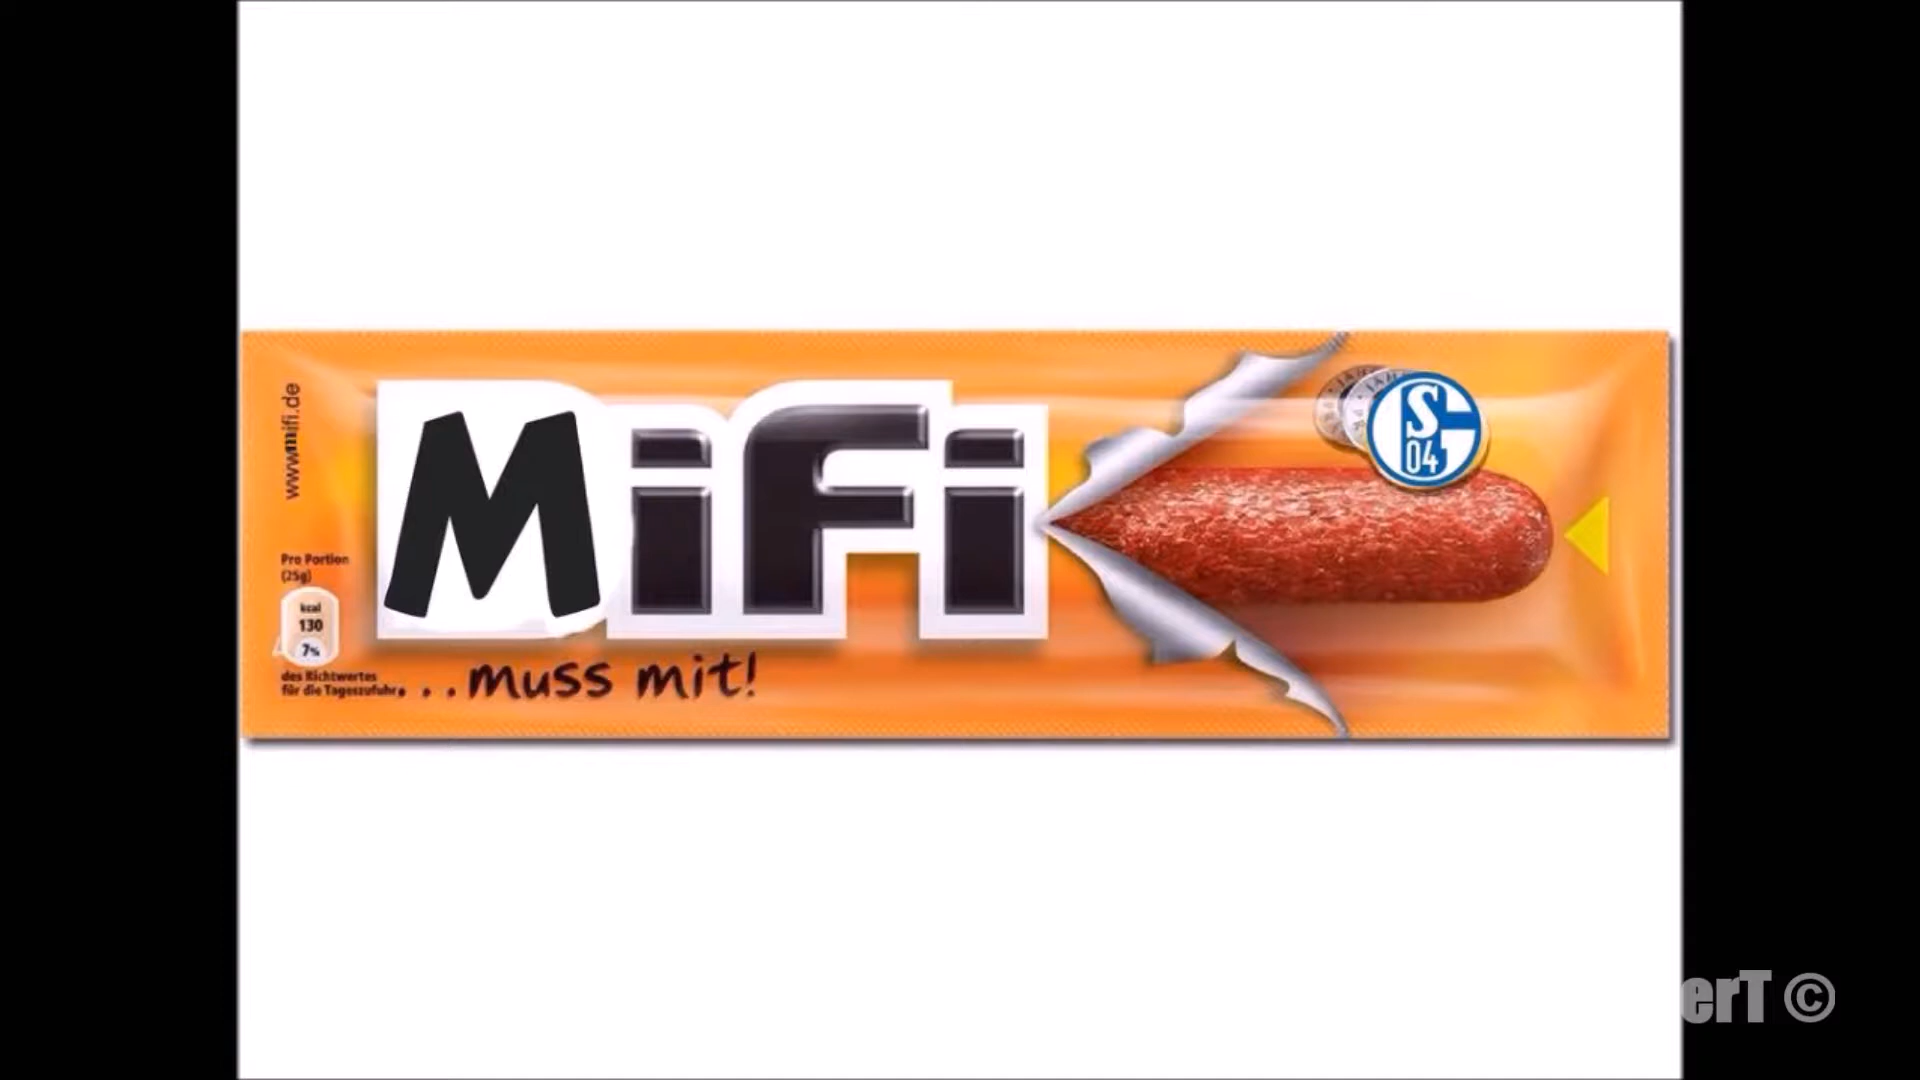 www.mifi.de
MiFi
S
04
Pro Portion
(25g)
kcal
130
7%
des Richtwertes
für die Tageszufuhr
...muss mit!
erT ©